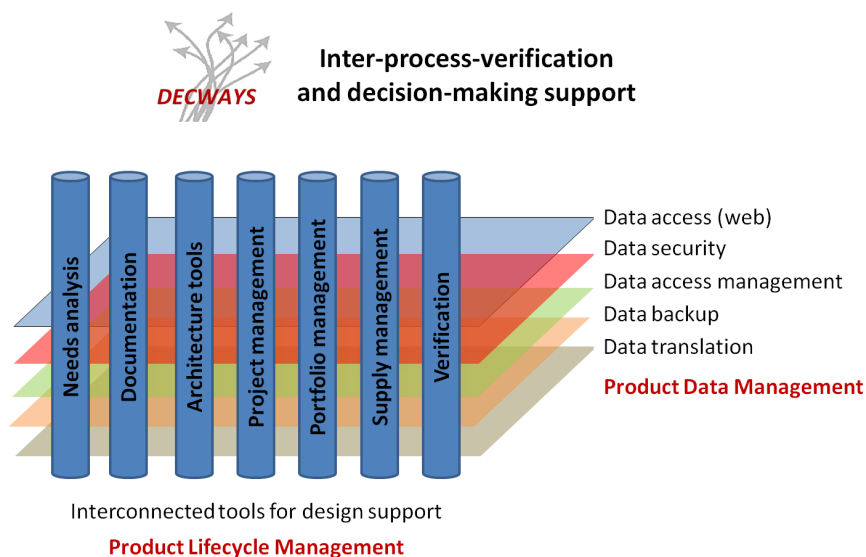 Inter-process-verification
and decision-making support
DECWAYS
Needs analysis
Documentation
Architecture tools
Project management
Portfolio management
Supply management
Verification
Data access (web)
Data security
Data access management
Data backup
Data translation
Product Data Management
Interconnected tools for design support
Product Lifecycle Management